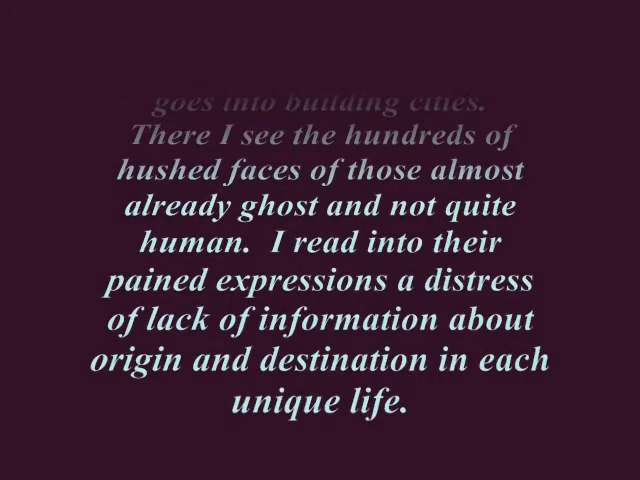 goes into building cities.
There I see the hundreds of
hushed faces of those almost
already ghost and not quite
human.  I read into their
pained expressions a distress
of lack of information about
origin and destination in each
unique life.